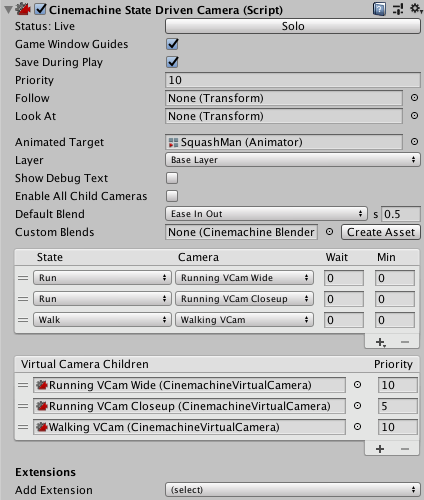 Cinemachine State Driven Camera (Script)
Status: Live Solo
Game Window Guides
Save During Play
Priority 10
Follow None (Transform)
Look At None (Transform)
Animated Target SquashMan (Animator)
Layer Base Layer
Show Debug Text
Enable All Child Cameras
Default Blend Ease In Out s 0.5
Custom Blends None (Cinemachine Blender Create Asset
State Camera Wait Min
Run Running VCam Wide 0 0
Run Running VCam Closeup 0 0
Walk Walking VCam 0 0
Virtual Camera Children Priority
Running VCam Wide (CinemachineVirtualCamera) 10
Running VCam Closeup (CinemachineVirtualCamera) 5
Walking VCam (CinemachineVirtualCamera) 10
Extensions
Add Extension (select)